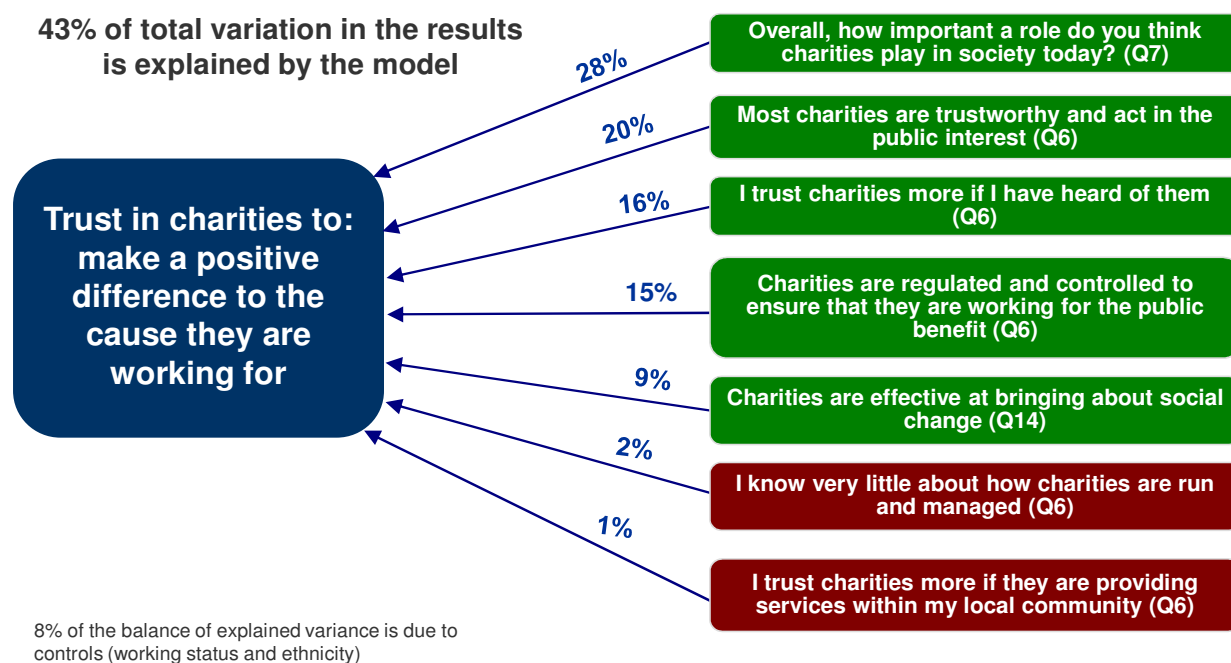 43% of total variation in the results
is explained by the model
28%
Overall, how important a role do you think
charities play in society today? (Q7)
20%
Most charities are trustworthy and act in the
public interest (Q6)
16%
I trust charities more if I have heard of them
(Q6)
Trust in charities to:
make a positive
difference to the
cause they are
working for
15%
Charities are regulated and controlled to
ensure that they are working for the public
benefit (Q6)
9%
Charities are effective at bringing about social
change (Q14)
2%
I know very little about how charities are run
and managed (Q6)
1%
I trust charities more if they are providing
services within my local community (Q6)
8% of the balance of explained variance is due to
controls (working status and ethnicity)